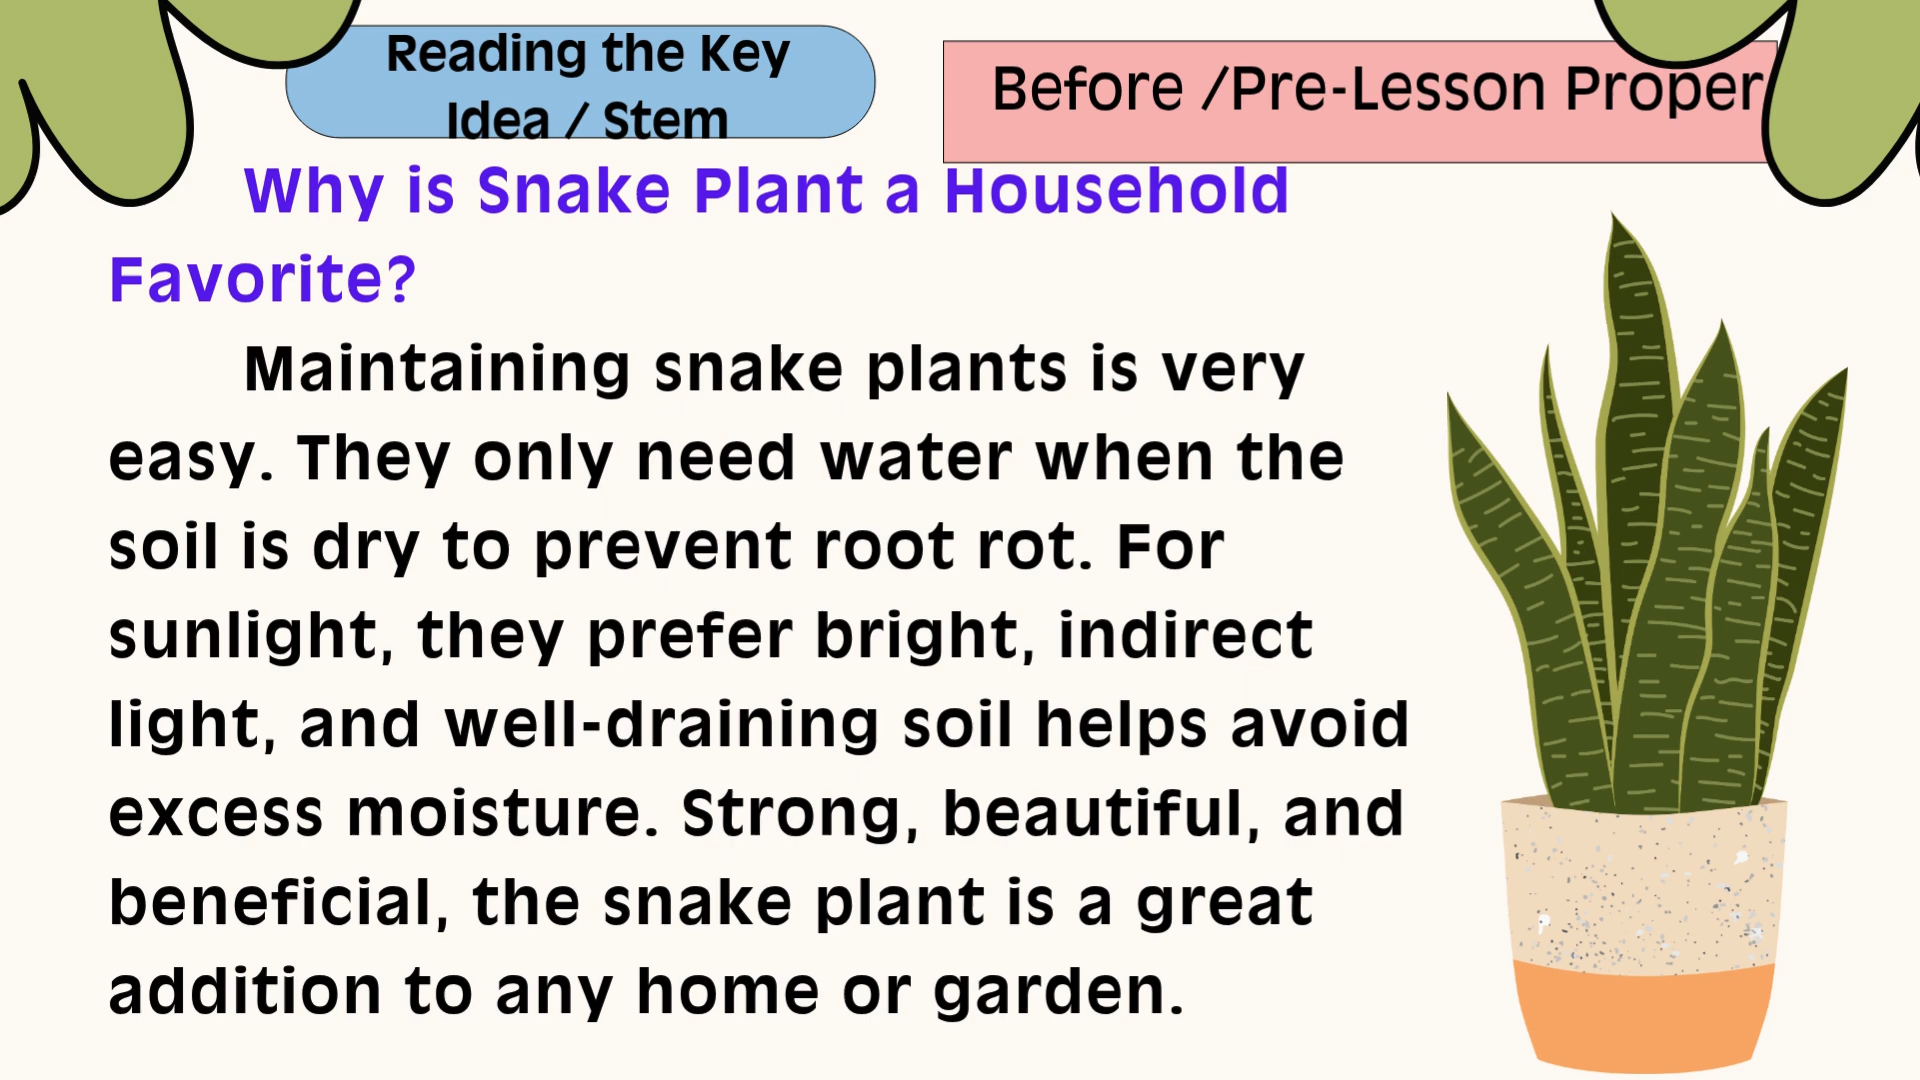 Reading the Key
Idea / Stem
Before /Pre-Lesson Proper
Why is Snake Plant a Household
Favorite?
Maintaining snake plants is very
easy. They only need water when the
soil is dry to prevent root rot. For
sunlight, they prefer bright, indirect
light, and well-draining soil helps avoid
excess moisture. Strong, beautiful, and
beneficial, the snake plant is a great
addition to any home or garden.